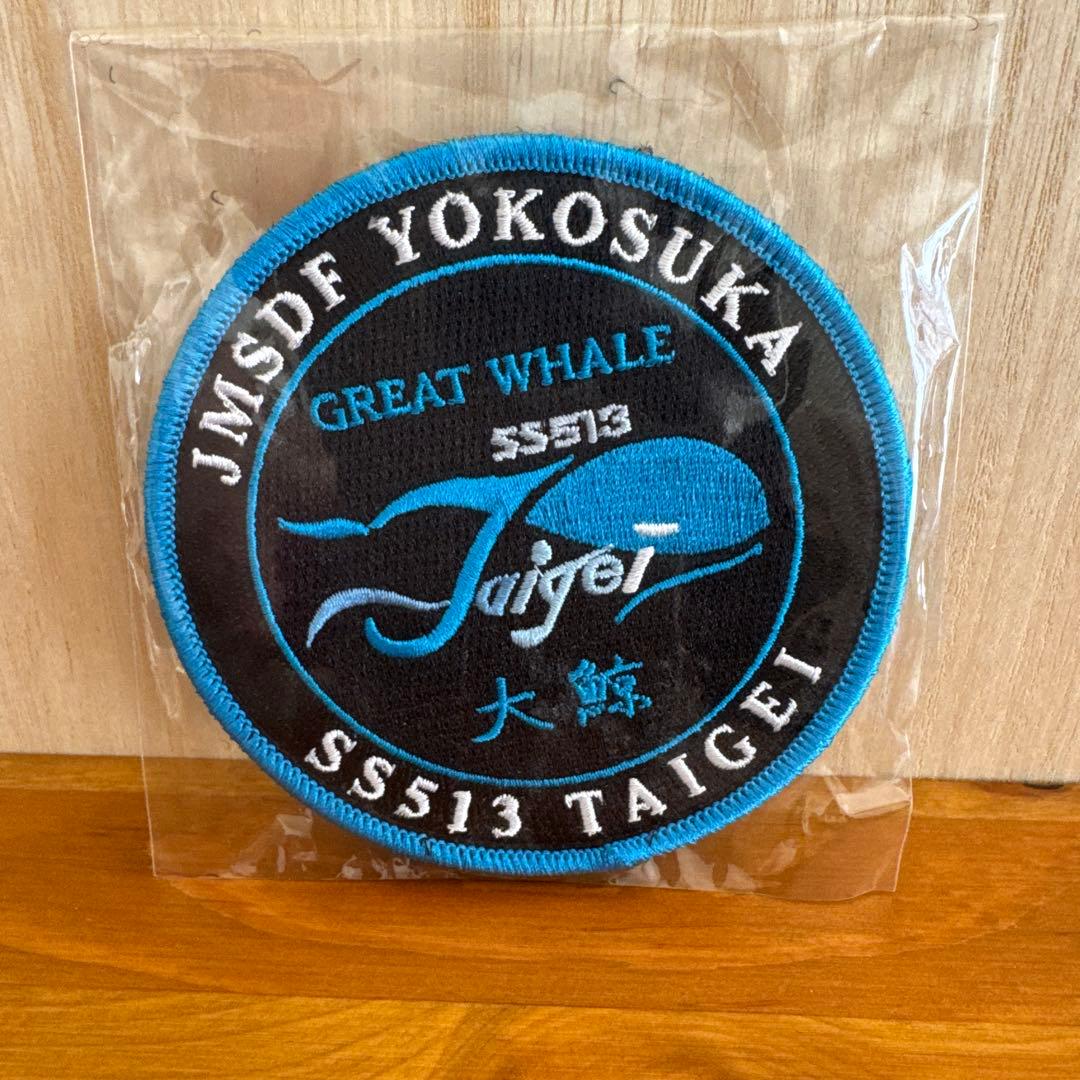 JMSDF YOKOSUKA
GREAT WHALE
SS513
Taigei
大鯨
SS513 TAIGEI